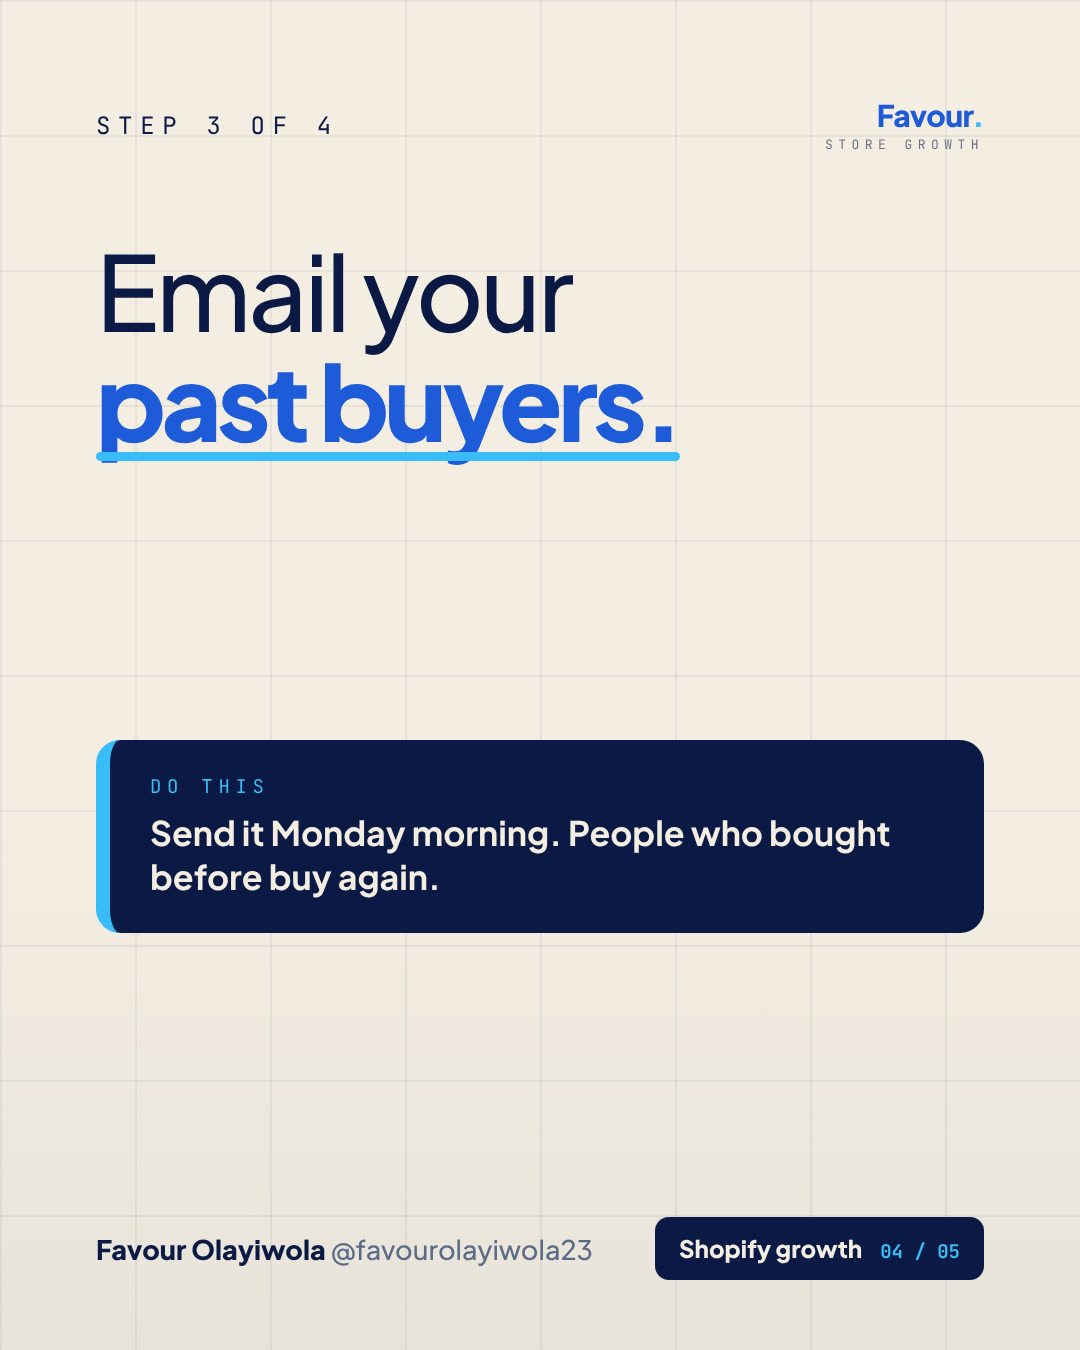 STEP 3 OF 4
Favour.
STORE GROWTH
Email your
past buyers.
DO THIS
Send it Monday morning. People who bought
before buy again.
Favour Olayiwola @favourolayiwola23
Shopify growth 04 / 05